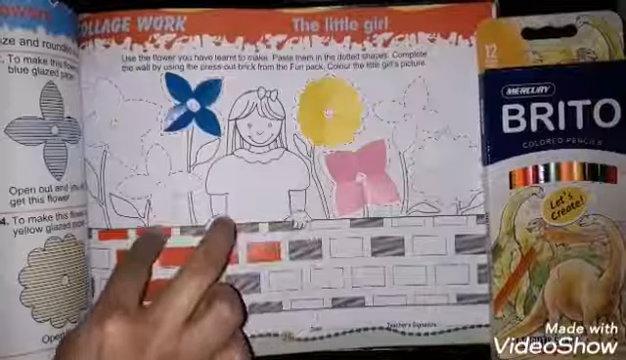 COLLAGE WORK The little girl
Use the flower you have learnt to make. Paste them in the dotted shapes. Complete
the wall by using the press-out brick from the Fun pack. Colour the little girl's picture.
ze and rounding
To make this
blue glazed paper
Open out and you
get this flower
4. To make this
yellow glazed
Date
Teacher's Signature
12
MERCURY
BRITO
COLORED PENCILS
Let's
Create!
Made with
VideoShow